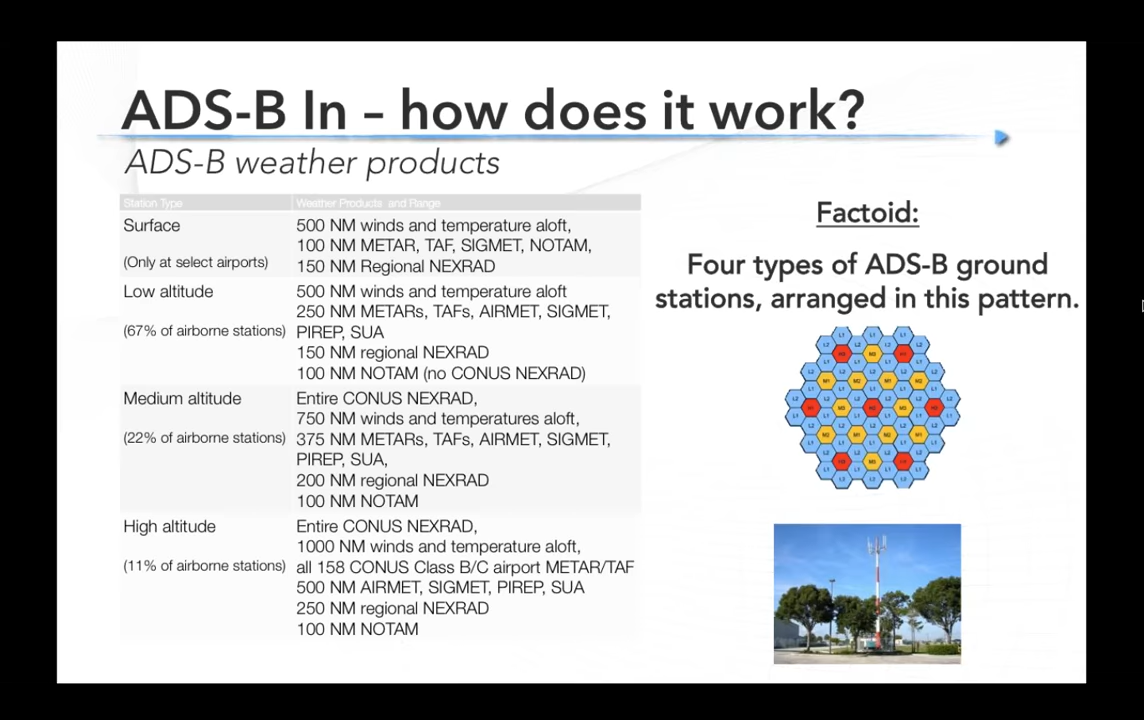 ADS-B In – how does it work?
ADS-B weather products
Station Type
Weather Products and Range
Surface
(Only at select airports)
500 NM winds and temperature aloft,
100 NM METAR, TAF, SIGMET, NOTAM,
150 NM Regional NEXRAD
Low altitude
(67% of airborne stations)
500 NM winds and temperature aloft
250 NM METARs, TAFs, AIRMET, SIGMET,
PIREP, SUA
150 NM regional NEXRAD
100 NM NOTAM (no CONUS NEXRAD)
Medium altitude
(22% of airborne stations)
Entire CONUS NEXRAD,
750 NM winds and temperatures aloft,
375 NM METARs, TAFs, AIRMET, SIGMET,
PIREP, SUA,
200 NM regional NEXRAD
100 NM NOTAM
High altitude
(11% of airborne stations)
Entire CONUS NEXRAD,
1000 NM winds and temperature aloft,
all 158 CONUS Class B/C airport METAR/TAF
500 NM AIRMET, SIGMET, PIREP, SUA
250 NM regional NEXRAD
100 NM NOTAM
Factoid:
Four types of ADS-B ground
stations, arranged in this pattern.